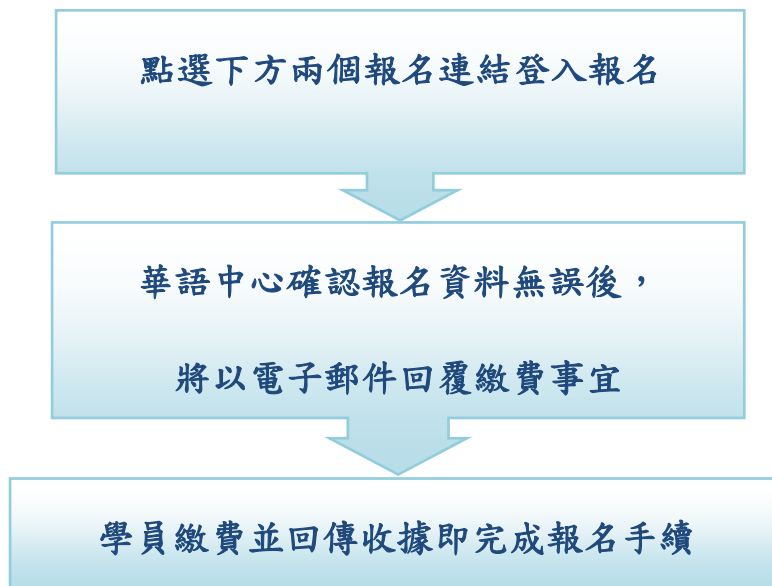 點選下方兩個報名連結登入報名
華語中心確認報名資料無誤後，
將以電子郵件回覆繳費事宜
學員繳費並回傳收據即完成報名手續